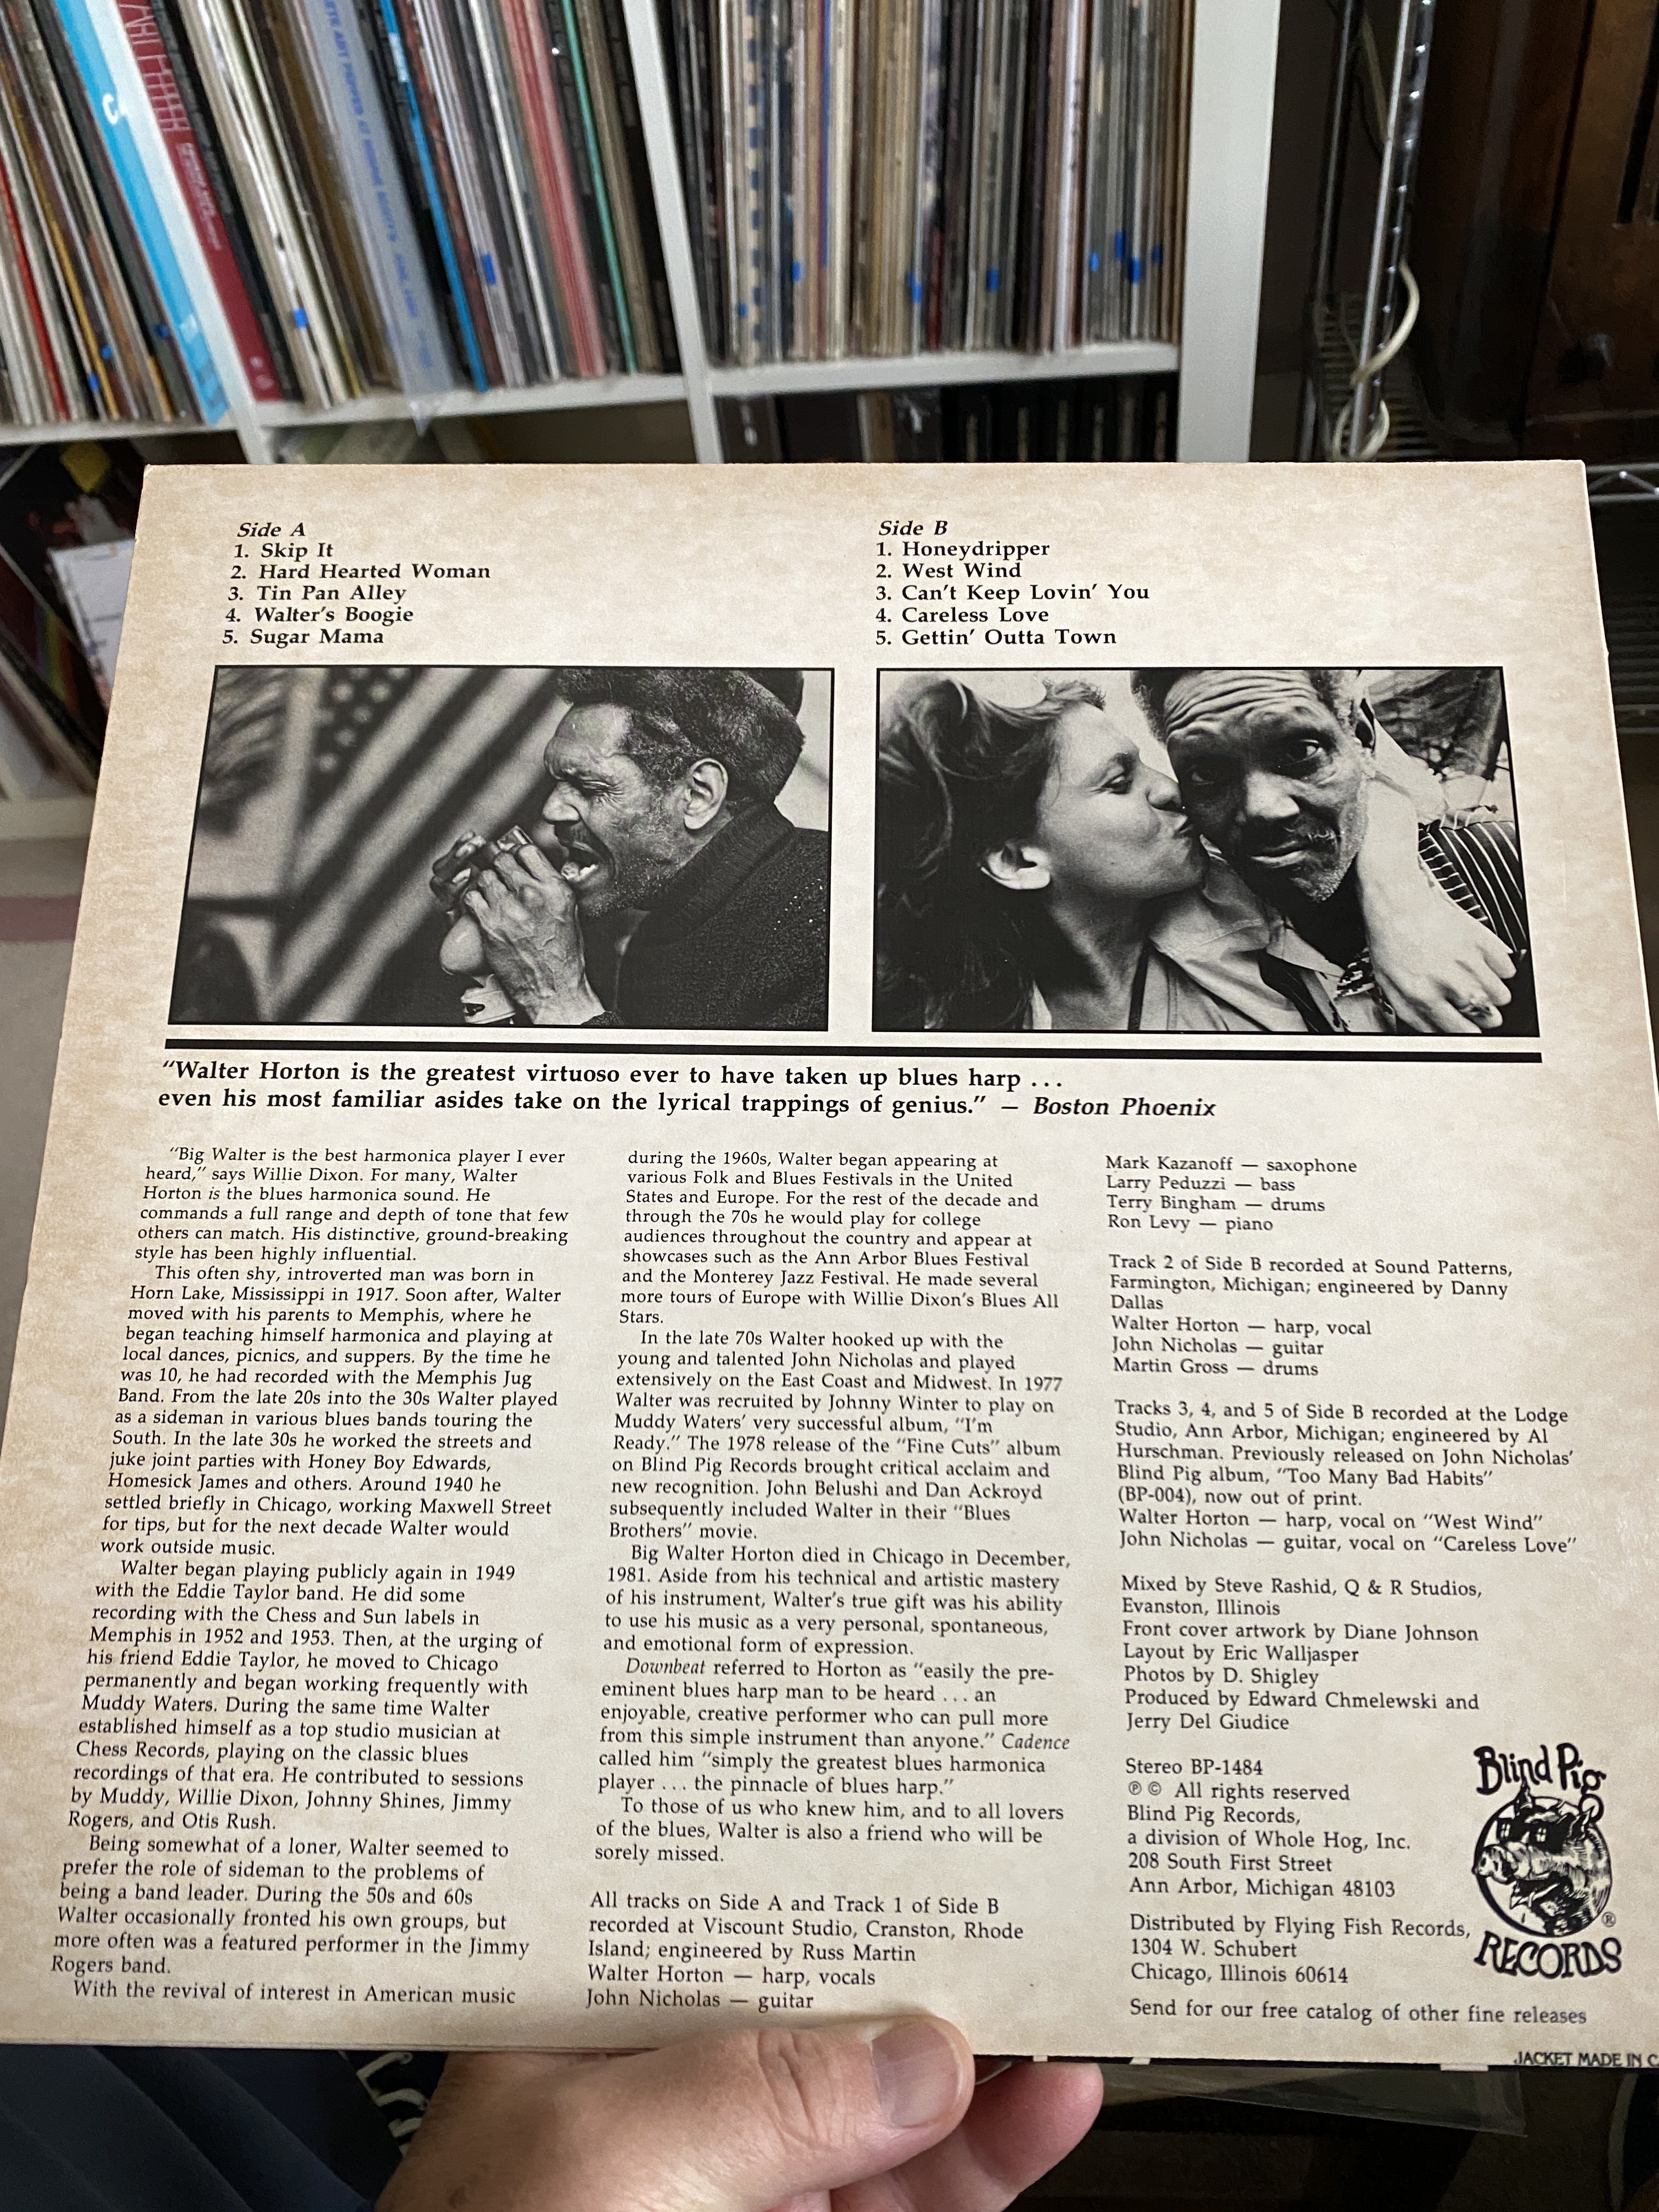 Side A
1. Skip It
2. Hard Hearted Woman
3. Tin Pan Alley
4. Walter's Boogie
5. Sugar Mama
Side B
1. Honeydripper
2. West Wind
3. Can't Keep Lovin' You
4. Careless Love
5. Gettin' Outta Town
"Walter Horton is the greatest virtuoso ever to have taken up blues harp . . .
even his most familiar asides take on the lyrical trappings of genius." — Boston Phoenix
"Big Walter is the best harmonica player I ever
heard," says Willie Dixon. For many, Walter
Horton is the blues harmonica sound. He
commands a full range and depth of tone that few
others can match. His distinctive, ground-breaking
style has been highly influential.
This often shy, introverted man was born in
Horn Lake, Mississippi in 1917. Soon after, Walter
moved with his parents to Memphis, where he
began teaching himself harmonica and playing at
local dances, picnics, and suppers. By the time he
was 10, he had recorded with the Memphis Jug
Band. From the late 20s into the 30s Walter played
as a sideman in various blues bands touring the
South. In the late 30s he worked the streets and
juke joint parties with Honey Boy Edwards,
Homesick James and others. Around 1940 he
settled briefly in Chicago, working Maxwell Street
for tips, but for the next decade Walter would
work outside music.
Walter began playing publicly again in 1949
with the Eddie Taylor band. He did some
recording with the Chess and Sun labels in
Memphis in 1952 and 1953. Then, at the urging of
his friend Eddie Taylor, he moved to Chicago
permanently and began working frequently with
Muddy Waters. During the same time Walter
established himself as a top studio musician at
Chess Records, playing on the classic blues
recordings of that era. He contributed to sessions
by Muddy, Willie Dixon, Johnny Shines, Jimmy
Rogers, and Otis Rush.
Being somewhat of a loner, Walter seemed to
prefer the role of sideman to the problems of
being a band leader. During the 50s and 60s
Walter occasionally fronted his own groups, but
more often was a featured performer in the Jimmy
Rogers band.
With the revival of interest in American music
during the 1960s, Walter began appearing at
various Folk and Blues Festivals in the United
States and Europe. For the rest of the decade and
through the 70s he would play for college
audiences throughout the country and appear at
showcases such as the Ann Arbor Blues Festival
and the Monterey Jazz Festival. He made several
more tours of Europe with Willie Dixon's Blues All
Stars.
In the late 70s Walter hooked up with the
young and talented John Nicholas and played
extensively on the East Coast and Midwest. In 1977
Walter was recruited by Johnny Winter to play on
Muddy Waters' very successful album, "I'm
Ready." The 1978 release of the "Fine Cuts" album
on Blind Pig Records brought critical acclaim and
new recognition. John Belushi and Dan Ackroyd
subsequently included Walter in their "Blues
Brothers" movie.
Big Walter Horton died in Chicago in December,
1981. Aside from his technical and artistic mastery
of his instrument, Walter's true gift was his ability
to use his music as a very personal, spontaneous,
and emotional form of expression.
Downbeat referred to Horton as "easily the pre-
eminent blues harp man to be heard . . . an
enjoyable, creative performer who can pull more
from this simple instrument than anyone." Cadence
called him "simply the greatest blues harmonica
player . . . the pinnacle of blues harp."
To those of us who knew him, and to all lovers
of the blues, Walter is also a friend who will be
sorely missed.
All tracks on Side A and Track 1 of Side B
recorded at Viscount Studio, Cranston, Rhode
Island; engineered by Russ Martin
Walter Horton — harp, vocals
John Nicholas — guitar
Mark Kazanoff — saxophone
Larry Peduzzi — bass
Terry Bingham — drums
Ron Levy — piano
Track 2 of Side B recorded at Sound Patterns,
Farmington, Michigan; engineered by Danny
Dallas
Walter Horton — harp, vocal
John Nicholas — guitar
Martin Gross — drums
Tracks 3, 4, and 5 of Side B recorded at the Lodge
Studio, Ann Arbor, Michigan; engineered by Al
Hurschman. Previously released on John Nicholas'
Blind Pig album, "Too Many Bad Habits"
(BP-004), now out of print.
Walter Horton — harp, vocal on "West Wind"
John Nicholas — guitar, vocal on "Careless Love"
Mixed by Steve Rashid, Q & R Studios,
Evanston, Illinois
Front cover artwork by Diane Johnson
Layout by Eric Walljasper
Photos by D. Shigley
Produced by Edward Chmelewski and
Jerry Del Giudice
Stereo BP-1484
℗ © All rights reserved
Blind Pig Records,
a division of Whole Hog, Inc.
208 South First Street
Ann Arbor, Michigan 48103
Distributed by Flying Fish Records,
1304 W. Schubert
Chicago, Illinois 60614
Send for our free catalog of other fine releases
Blind Pig
®
RECORDS
JACKET MADE IN C